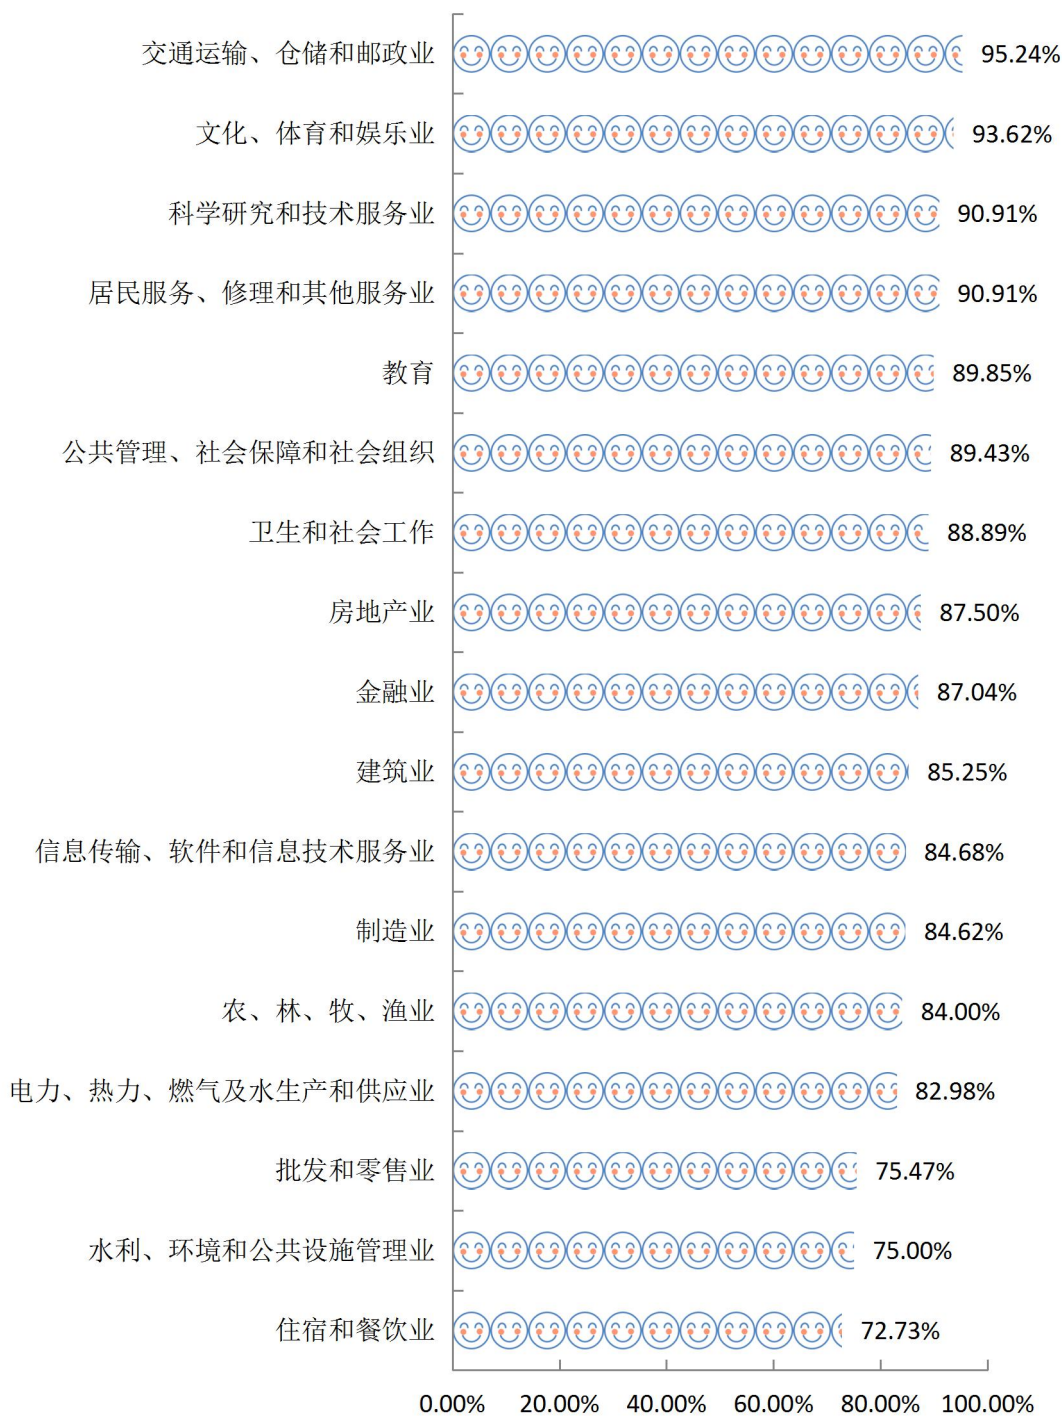 交通运输、仓储和邮政业 95.24%
文化、体育和娱乐业 93.62%
科学研究和技术服务业 90.91%
居民服务、修理和其他服务业 90.91%
教育 89.85%
公共管理、社会保障和社会组织 89.43%
卫生和社会工作 88.89%
房地产业 87.50%
金融业 87.04%
建筑业 85.25%
信息传输、软件和信息技术服务业 84.68%
制造业 84.62%
农、林、牧、渔业 84.00%
电力、热力、燃气及水生产和供应业 82.98%
批发和零售业 75.47%
水利、环境和公共设施管理业 75.00%
住宿和餐饮业 72.73%
0.00% 20.00% 40.00% 60.00% 80.00% 100.00%